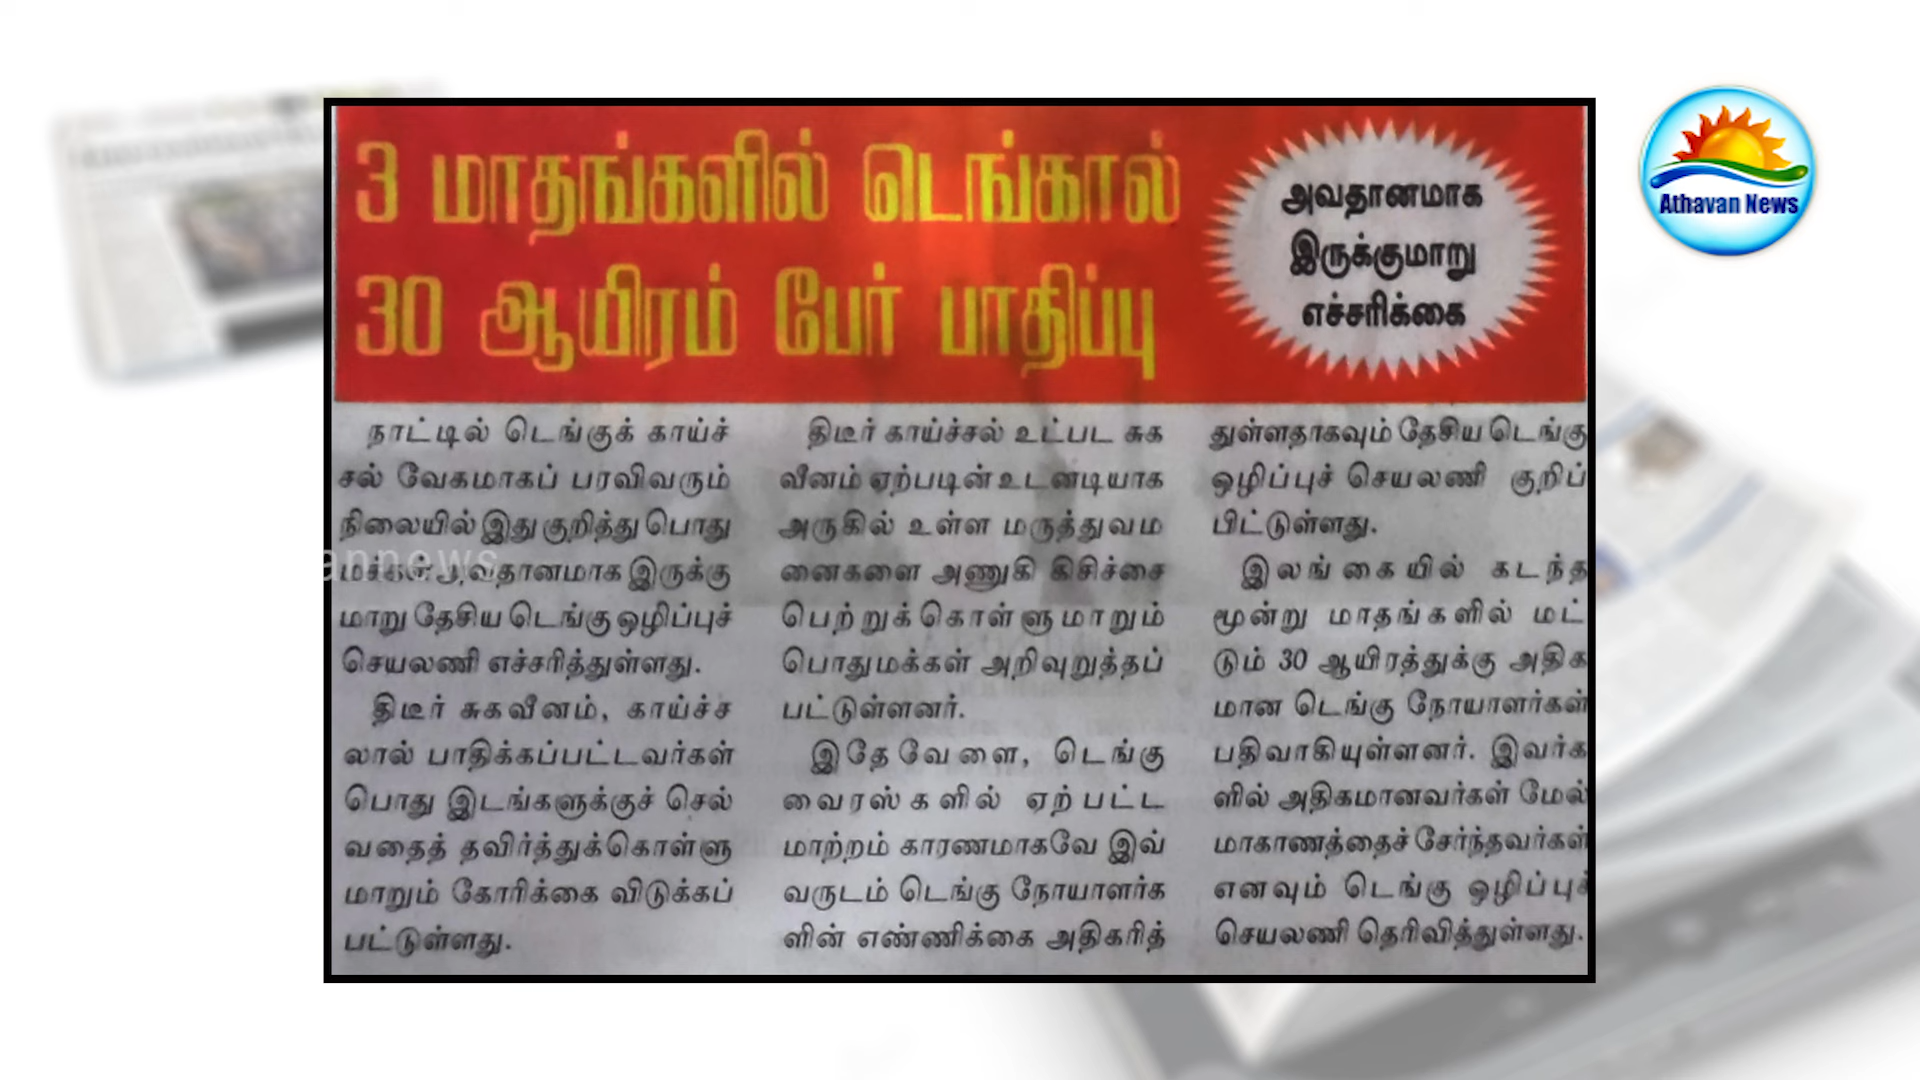 3 மாதங்களில் டெங்கால்
30 ஆயிரம் பேர் பாதிப்பு
அவதானமாக
இருக்குமாறு
எச்சரிக்கை
Athavan News
நாட்டில் டெங்குக் காய்ச்
சல் வேகமாகப் பரவிவரும்
நிலையில் இது குறித்து பொது
மக்கள் அவதானமாக இருக்கு
annews
மாறு தேசிய டெங்கு ஒழிப்புச்
செயலணி எச்சரித்துள்ளது.
திடீர் சுகவீனம், காய்ச்ச
லால் பாதிக்கப்பட்டவர்கள்
பொது இடங்களுக்குச் செல்
வதைத் தவிர்த்துக்கொள்ளு
மாறும் கோரிக்கை விடுக்கப்
பட்டுள்ளது.
திடீர் காய்ச்சல் உட்பட சுக
வீனம் ஏற்படின் உடனடியாக
அருகில் உள்ள மருத்துவம
னைகளை அணுகி கிசிச்சை
பெற்றுக்கொள்ளுமாறும்
பொதுமக்கள் அறிவுறுத்தப்
பட்டுள்ளனர்.
இதேவேளை, டெங்கு
வைரஸ்களில் ஏற்பட்ட
மாற்றம் காரணமாகவே இவ்
வருடம் டெங்கு நோயாளர்க
ளின் எண்ணிக்கை அதிகரித்
துள்ளதாகவும் தேசிய டெங்கு
ஒழிப்புச் செயலணி குறிப்
பிட்டுள்ளது.
இலங்கையில் கடந்த
மூன்று மாதங்களில் மட்
டும் 30 ஆயிரத்துக்கு அதிக
மான டெங்கு நோயாளர்கள்
பதிவாகியுள்ளனர். இவர்க
ளில் அதிகமானவர்கள் மேல்
மாகாணத்தைச் சேர்ந்தவர்கள்
எனவும் டெங்கு ஒழிப்புச்
செயலணி தெரிவித்துள்ளது.